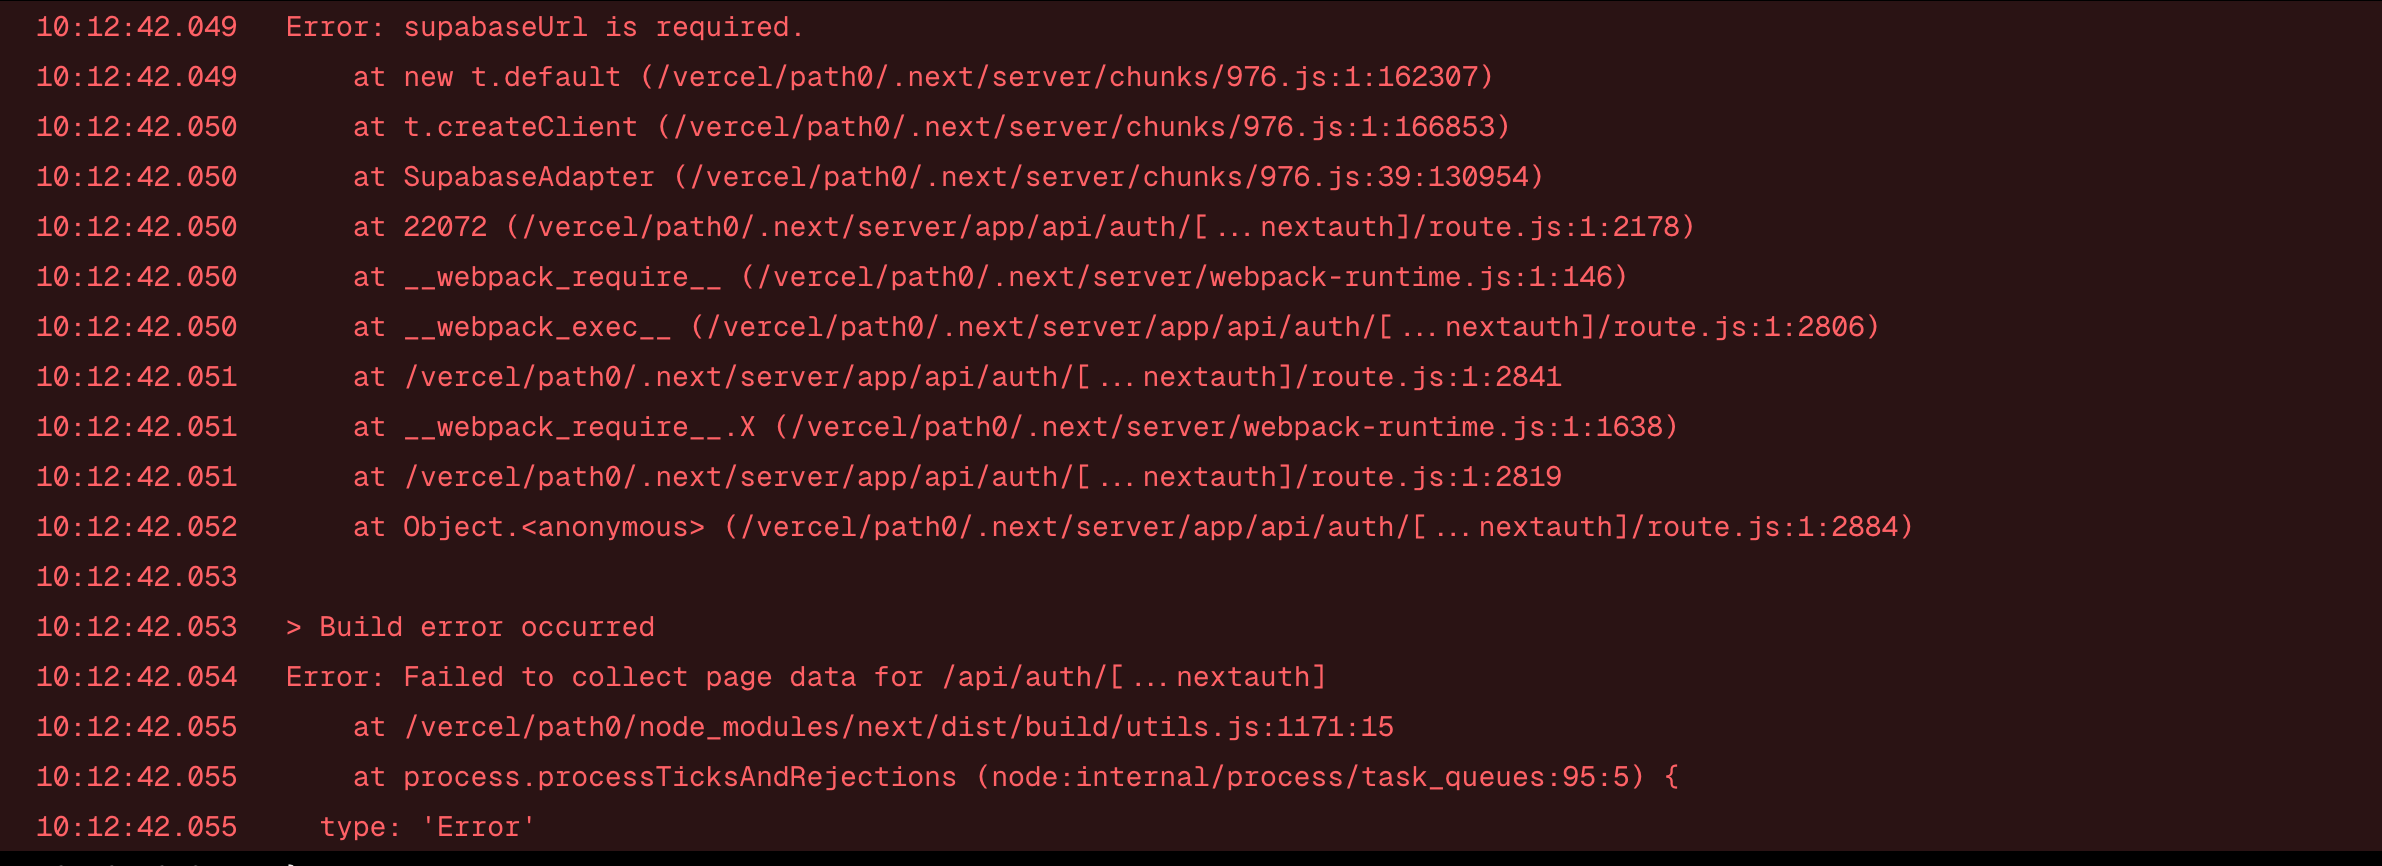 10:12:42.049 Error: supabaseUrl is required.
10:12:42.049 at new t.default (/vercel/path0/.next/server/chunks/976.js:1:162307)
10:12:42.050 at t.createClient (/vercel/path0/.next/server/chunks/976.js:1:166853)
10:12:42.050 at SupabaseAdapter (/vercel/path0/.next/server/chunks/976.js:39:130954)
10:12:42.050 at 22072 (/vercel/path0/.next/server/app/api/auth/[...nextauth]/route.js:1:2178)
10:12:42.050 at __webpack_require__ (/vercel/path0/.next/server/webpack-runtime.js:1:146)
10:12:42.050 at __webpack_exec__ (/vercel/path0/.next/server/app/api/auth/[...nextauth]/route.js:1:2806)
10:12:42.051 at /vercel/path0/.next/server/app/api/auth/[...nextauth]/route.js:1:2841
10:12:42.051 at __webpack_require__.X (/vercel/path0/.next/server/webpack-runtime.js:1:1638)
10:12:42.051 at /vercel/path0/.next/server/app/api/auth/[...nextauth]/route.js:1:2819
10:12:42.052 at Object.<anonymous> (/vercel/path0/.next/server/app/api/auth/[...nextauth]/route.js:1:2884)
10:12:42.053
10:12:42.053 > Build error occurred
10:12:42.054 Error: Failed to collect page data for /api/auth/[...nextauth]
10:12:42.055 at /vercel/path0/node_modules/next/dist/build/utils.js:1171:15
10:12:42.055 at process.processTicksAndRejections (node:internal/process/task_queues:95:5) {
10:12:42.055 type: 'Error'